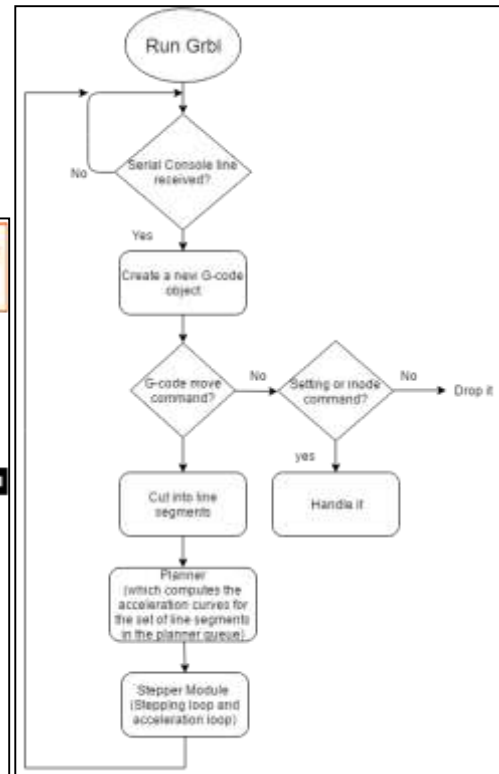 Run Grbl
Serial Console line
received?
No
Yes
Create a new G-code
object
G-code move
command?
No
Setting or mode
command?
No
Drop it
yes
Cut into line
segments
Handle it
Planner
(which computes the
acceleration curves for
the set of line segments
in the planner queue)
Stepper Module
(Stepping loop and
acceleration loop)